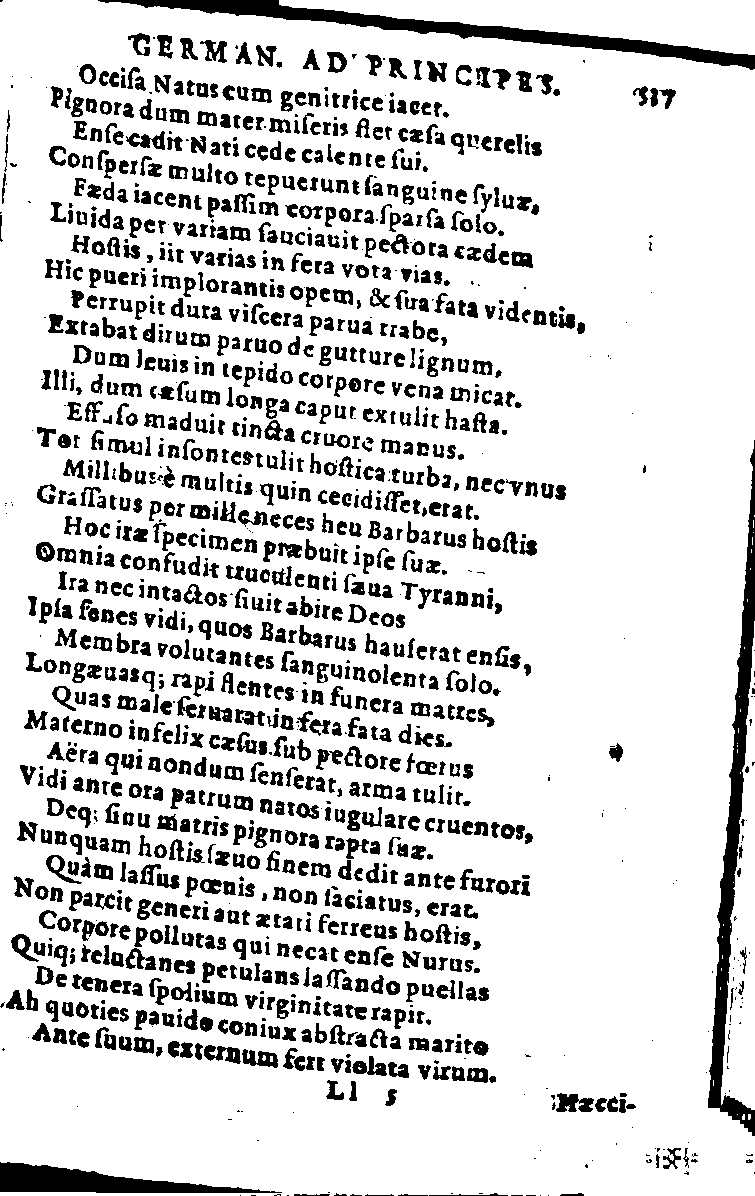 GERMAN. AD PRINCIPES. 537
Occiſa Natus cum genitrice iacet.
Pignora dum mater miſeris flet cæſa querelis
Enſe cadit Nati cęde calente ſui.
Conſperſæ multo tepuerunt ſanguine ſyluæ,
Fæda iacent paſſim corpora ſparſa ſolo.
Liuida per variam ſauciauit pectora cædem
Hoſtis, iit varias in fera vota vias.
Hic pueri implorantis opem, & ſua fata videntis,
Perrupit dura viſcera parua trabe,
Extabat dirum paruo de gutture lignum,
Dum leuis in tepido corpore vena micat.
Illi, dum cæſum longa caput extulit haſta.
Effuſo maduit tincta cruore manus.
Tot ſimul inſontes tulit hoſtica turba, nec vnus
Millibus è multis quin cecidiſſet, erat.
Graſſatus per mille neces heu Barbarus hoſtis
Hoc iræ ſpecimen præbuit ipſe ſuæ.
Omnia confudit truculenti ſæua Tyranni,
Ira nec intactos ſiuit abire Deos
Ipſa ſenes vidi, quos Barbarus hauſerat enſis,
Membra volutantes ſanguinolenta ſolo.
Longæuasq; rapi flentes in funera matres,
Quas male ſeruarat in fera fata dies.
Materno infelix cæſus ſub pectore fœtus
Aëra qui nondum ſenſerat, arma tulit.
Vidi ante ora patrum natos iugulare cruentos,
Deq; ſinu matris pignora rapta ſuæ.
Nunquam hoſtis ſæuo finem dedit ante furori
Quàm laſſus pœnis, non ſaciatus, erat.
Non parcit generi aut ætati ferreus hoſtis,
Corpore pollutas qui necat enſe Nurus.
Quiq; reluctanes petulans laſſando puellas
De tenera ſpolium virginitate rapit.
Ah quoties pauido coniux abſtracta marito
Ante ſuum, externum fert violata virum.
Ll 5 Mæcci-